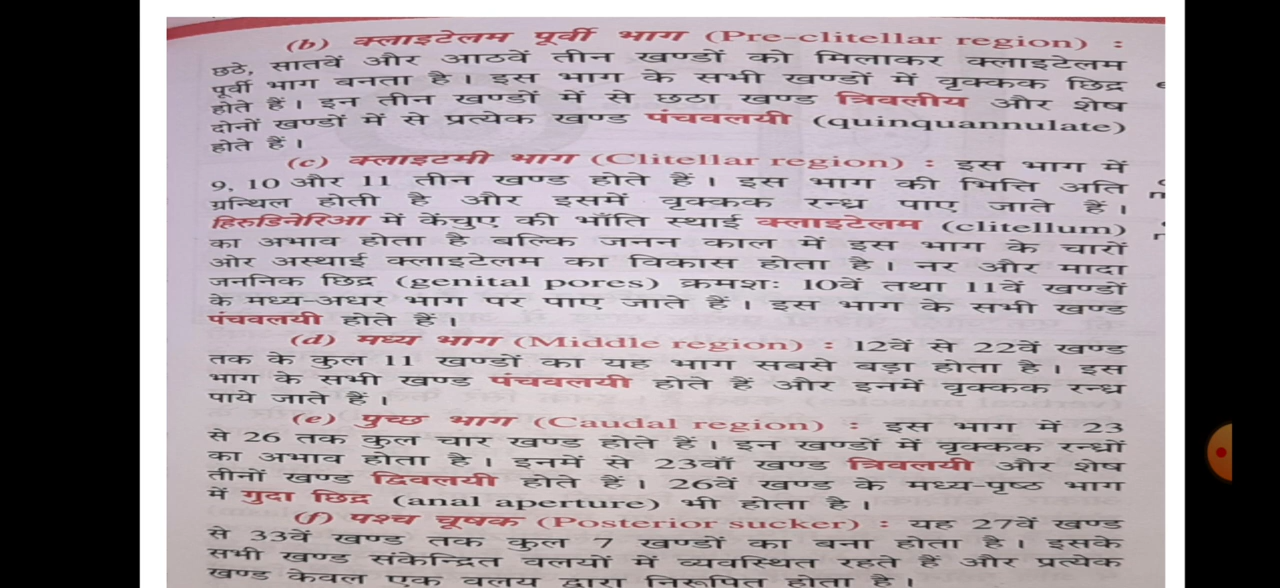 (b) क्लाइटेलम पूर्वी भाग (Pre-clitellar region) :
छठे, सातवें और आठवें तीन खण्डों को मिलाकर क्लाइटेलम
पूर्वी भाग बनता है। इस भाग के सभी खण्डों में वृक्कक छिद्र
होते हैं। इन तीन खण्डों में से छठा खण्ड त्रिवलीय और शेष
दोनों खण्डों में से प्रत्येक खण्ड पंचवलयी (quinquannulate)
होते हैं।
(c) क्लाइटमी भाग (Clitellar region) : इस भाग में
9, 10 और 11 तीन खण्ड होते हैं। इस भाग की भित्ति अति
ग्रन्थिल होती है और इसमें वृक्कक रन्ध्र पाए जाते हैं।
हिरुडिनेरिआ में केंचुए की भाँति स्थाई क्लाइटेलम (clitellum)
का अभाव होता है बल्कि जनन काल में इस भाग के चारों
ओर अस्थाई क्लाइटेलम का विकास होता है। नर और मादा
जननिक छिद्र (genital pores) क्रमशः 10वें तथा 11वें खण्डों
के मध्य-अधर भाग पर पाए जाते हैं। इस भाग के सभी खण्ड
पंचवलयी होते हैं।
(d) मध्य भाग (Middle region) : 12वें से 22वें खण्ड
तक के कुल 11 खण्डों का यह भाग सबसे बड़ा होता है। इस
भाग के सभी खण्ड पंचवलयी होते हैं और इनमें वृक्कक रन्ध्र
पाये जाते हैं।
(e) पुच्छ भाग (Caudal region) : इस भाग में 23
से 26 तक कुल चार खण्ड होते हैं। इन खण्डों में वृक्कक रन्ध्रों
का अभाव होता है। इनमें से 23वाँ खण्ड त्रिवलयी और शेष
तीनों खण्ड द्विवलयी होते हैं। 26वें खण्ड के मध्य-पृष्ठ भाग
में गुदा छिद्र (anal aperture) भी होता है।
(f) पश्च चूषक (Posterior sucker) : यह 27वें खण्ड
से 33वें खण्ड तक कुल 7 खण्डों का बना होता है। इसके
सभी खण्ड संकेन्द्रित वलयों में व्यवस्थित रहते हैं और प्रत्येक
खण्ड केवल एक वलय द्वारा निरूपित होता है।